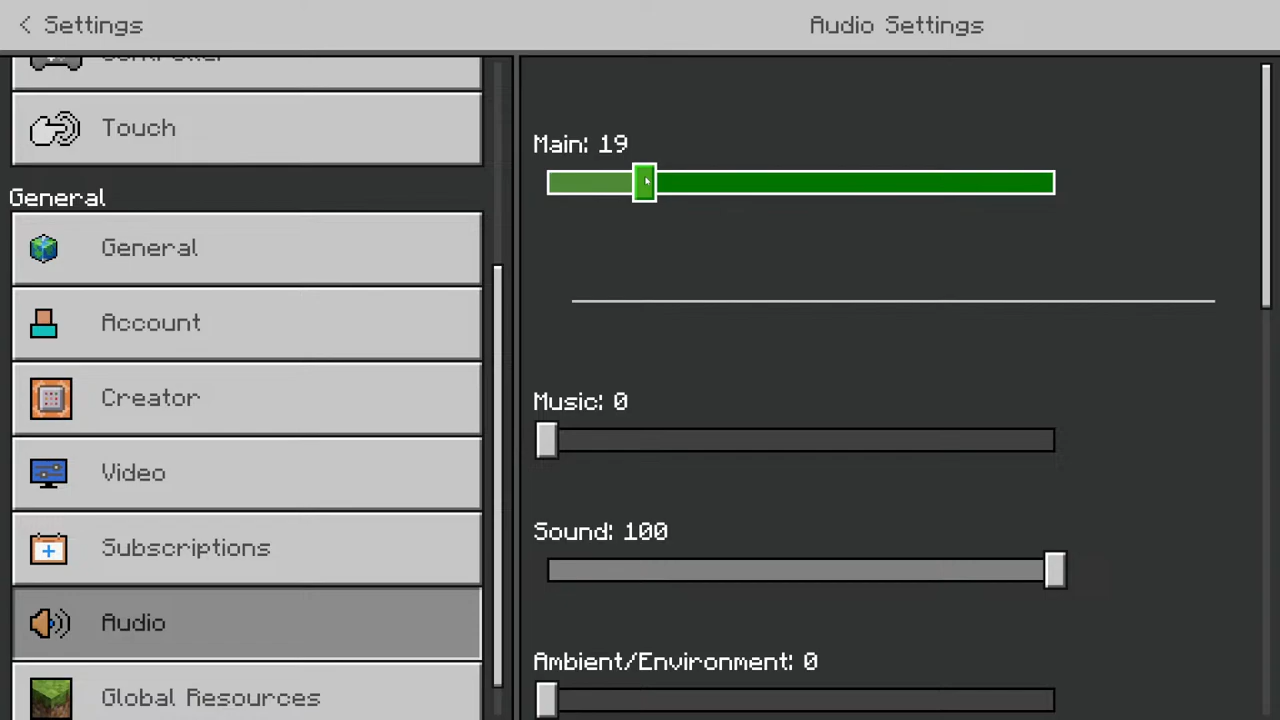 Settings
Audio Settings
Controller
Touch
General
General
Account
Creator
Video
Subscriptions
Audio
Global Resources
Main: 19
Music: 0
Sound: 100
Ambient/Environment: 0